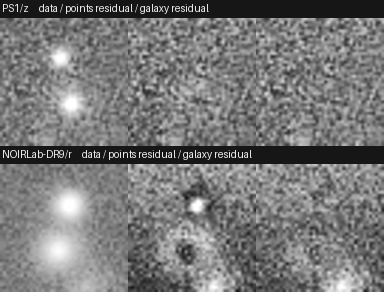 PS1/z data / points residual / galaxy residual
NOIRLab-DR9/r data / points residual / galaxy residual